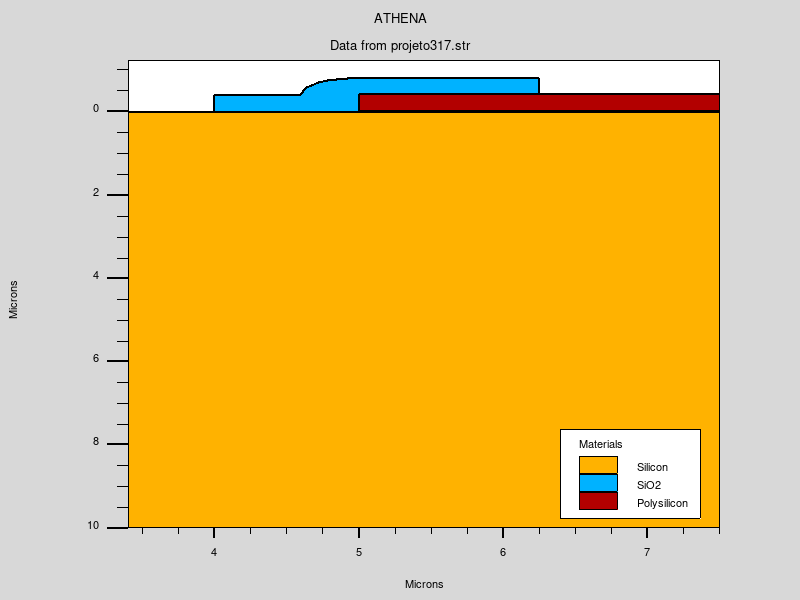 ATHENA
Data from projeto317.str
Microns
0
2
4
6
8
10
Materials
Silicon
SiO2
Polysilicon
4
5
6
7
Microns